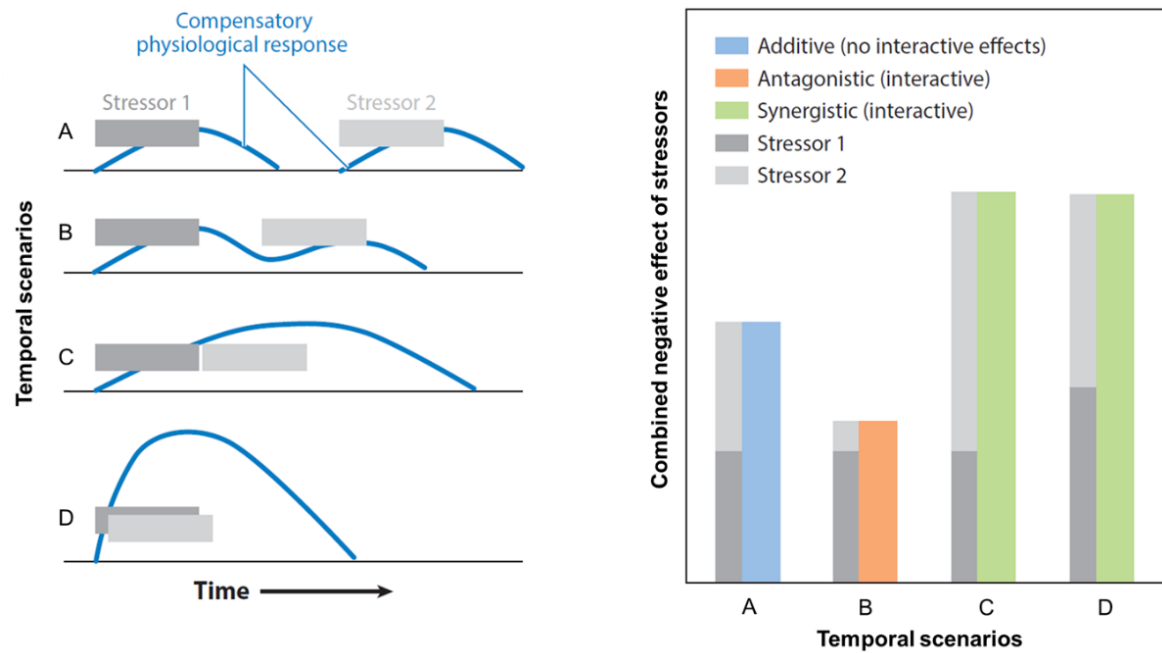 Compensatory
physiological response
Stressor 1
Stressor 2
A
B
C
D
Temporal scenarios
Time
Additive (no interactive effects)
Antagonistic (interactive)
Synergistic (interactive)
Stressor 1
Stressor 2
Combined negative effect of stressors
A B C D
Temporal scenarios